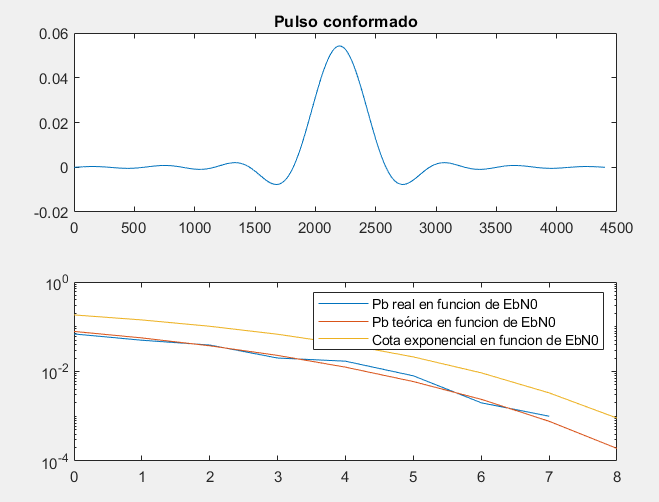 Pulso conformado
0.06
0.04
0.02
0
-0.02
0 500 1000 1500 2000 2500 3000 3500 4000 4500
10^0
10^-2
10^-4
Pb real en funcion de EbN0
Pb teórica en funcion de EbN0
Cota exponencial en funcion de EbN0
0 1 2 3 4 5 6 7 8